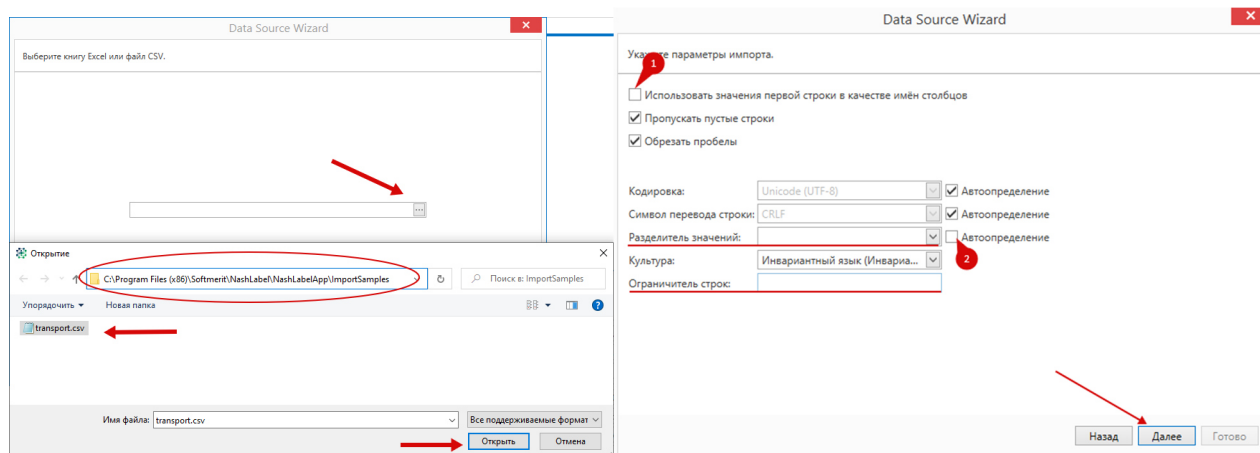 Data Source Wizard
Выберите книгу Excel или файл CSV.
...
Открытие
C:\Program Files (x86)\Softmerit\NashLabel\NashLabelApp\ImportSamples
Поиск в: ImportSamples
Упорядочить
Новая папка
transport.csv
Имя файла:
transport.csv
Все поддерживаемые формат
Открыть
Отмена
Data Source Wizard
параметры импорта.
1
Использовать значения первой строки в качестве имён столбцов
Пропускать пустые строки
Обрезать пробелы
Кодировка:
Unicode (UTF-8)
Автоопределение
Символ перевода строки:
CRLF
Автоопределение
Разделитель значений:
Автоопределение
2
Культура:
Инвариантный язык (Инвариа...
Ограничитель строк:
Назад
Далее
Готово